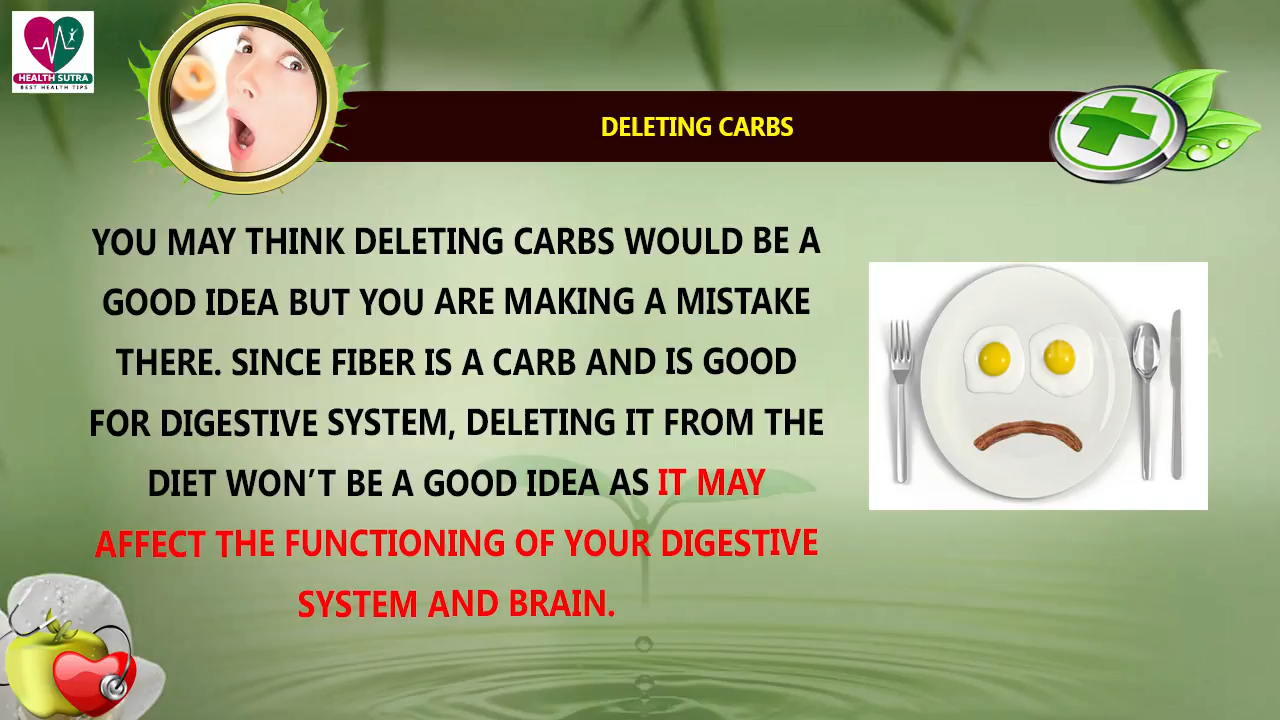 HEALTH SUTRA
BEST HEALTH TIPS
DELETING CARBS
YOU MAY THINK DELETING CARBS WOULD BE A
GOOD IDEA BUT YOU ARE MAKING A MISTAKE
THERE. SINCE FIBER IS A CARB AND IS GOOD
FOR DIGESTIVE SYSTEM, DELETING IT FROM THE
DIET WON'T BE A GOOD IDEA AS IT MAY
AFFECT THE FUNCTIONING OF YOUR DIGESTIVE
SYSTEM AND BRAIN.